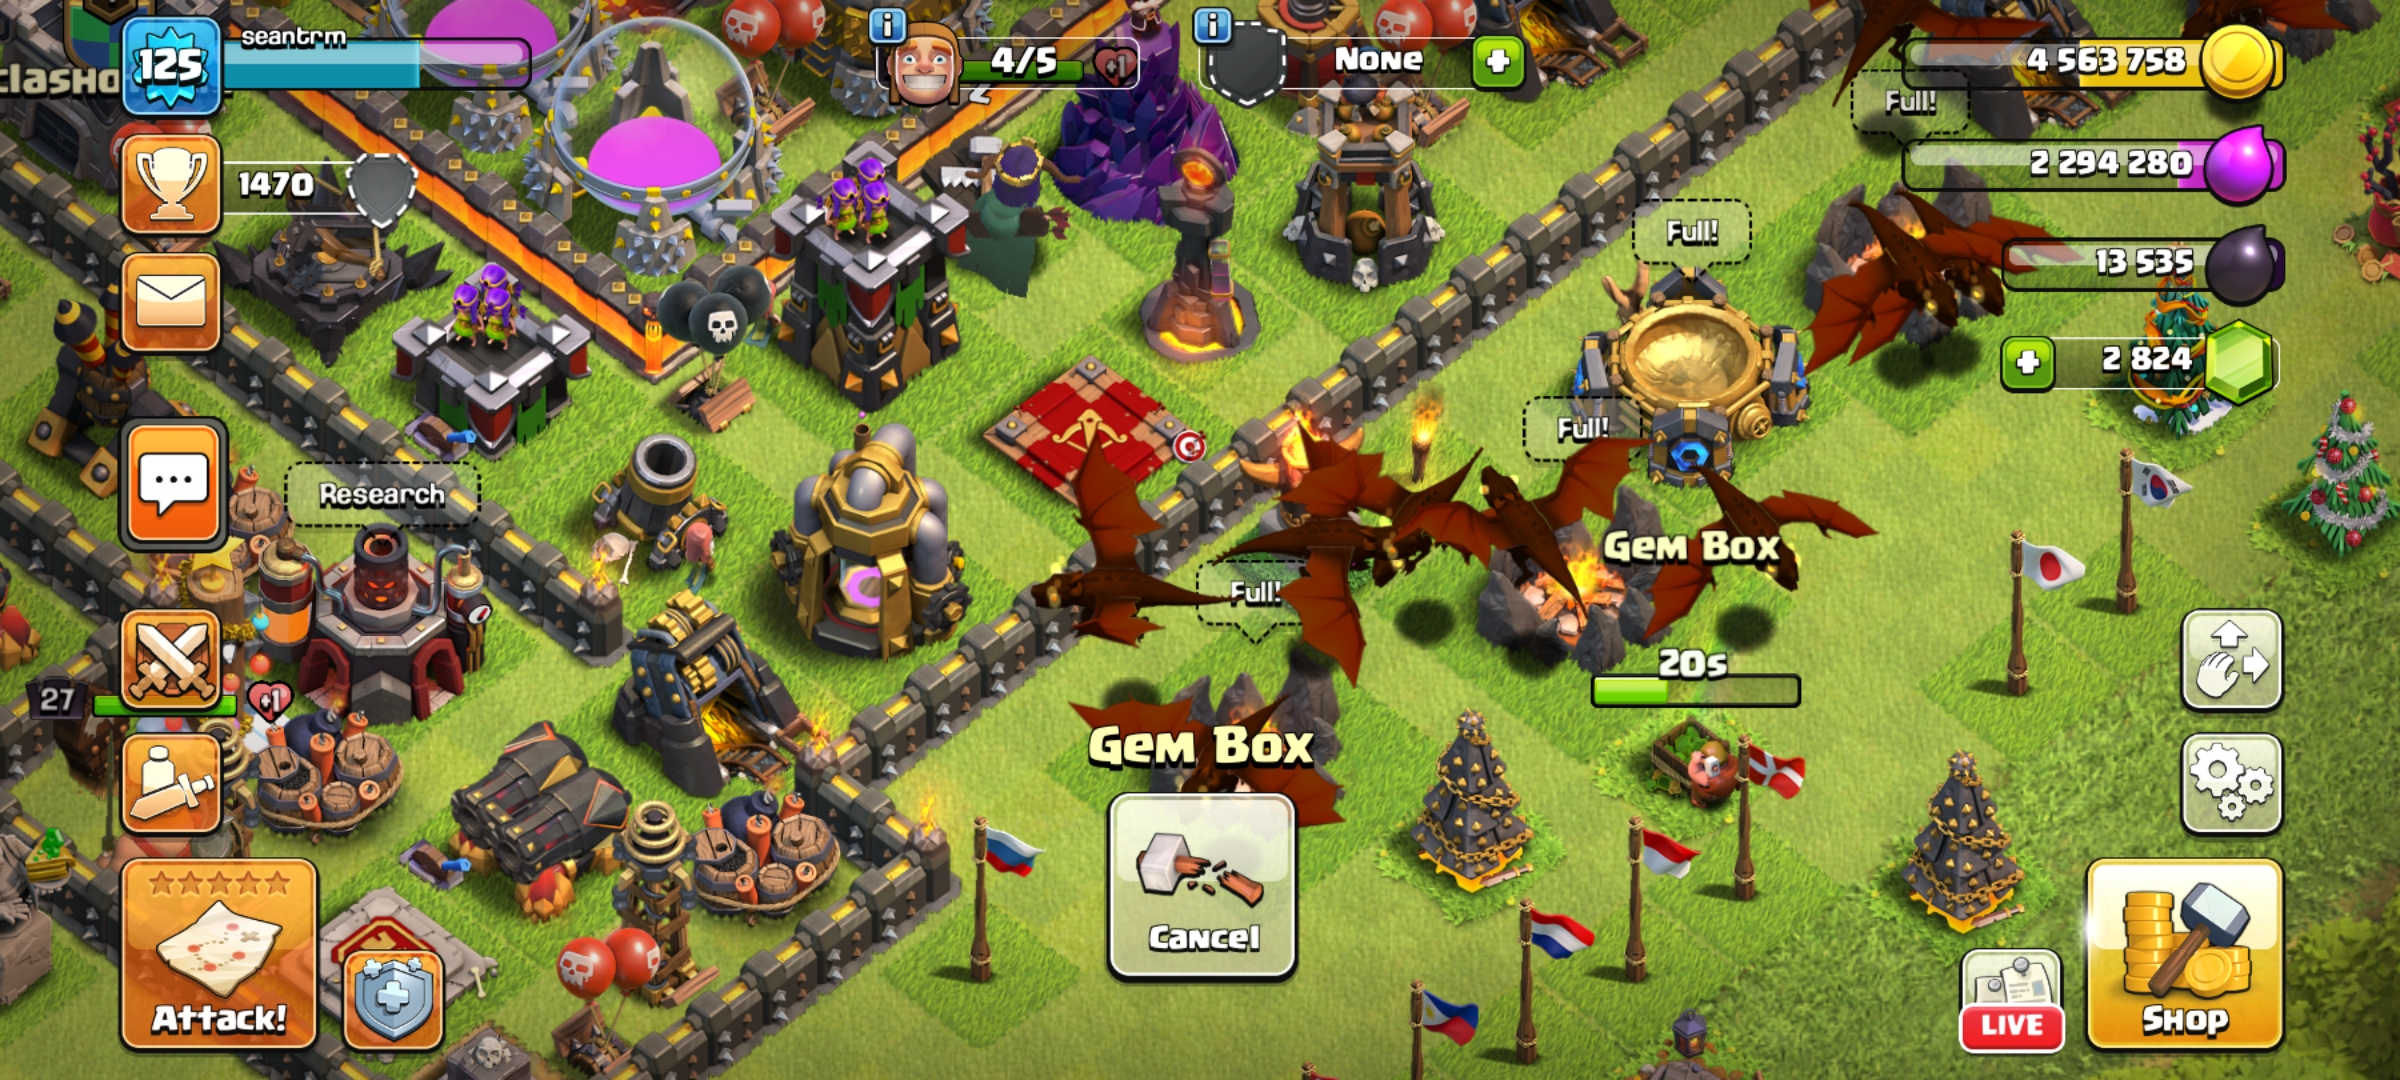 clasho
125
seantrm
4/5
+1
None
4 563 758
Full!
1470
2 294 280
Full!
13 535
2 824
Full!
Research
Gem Box
Full!
20s
27
+1
Gem Box
Cancel
Attack!
LIVE
Shop